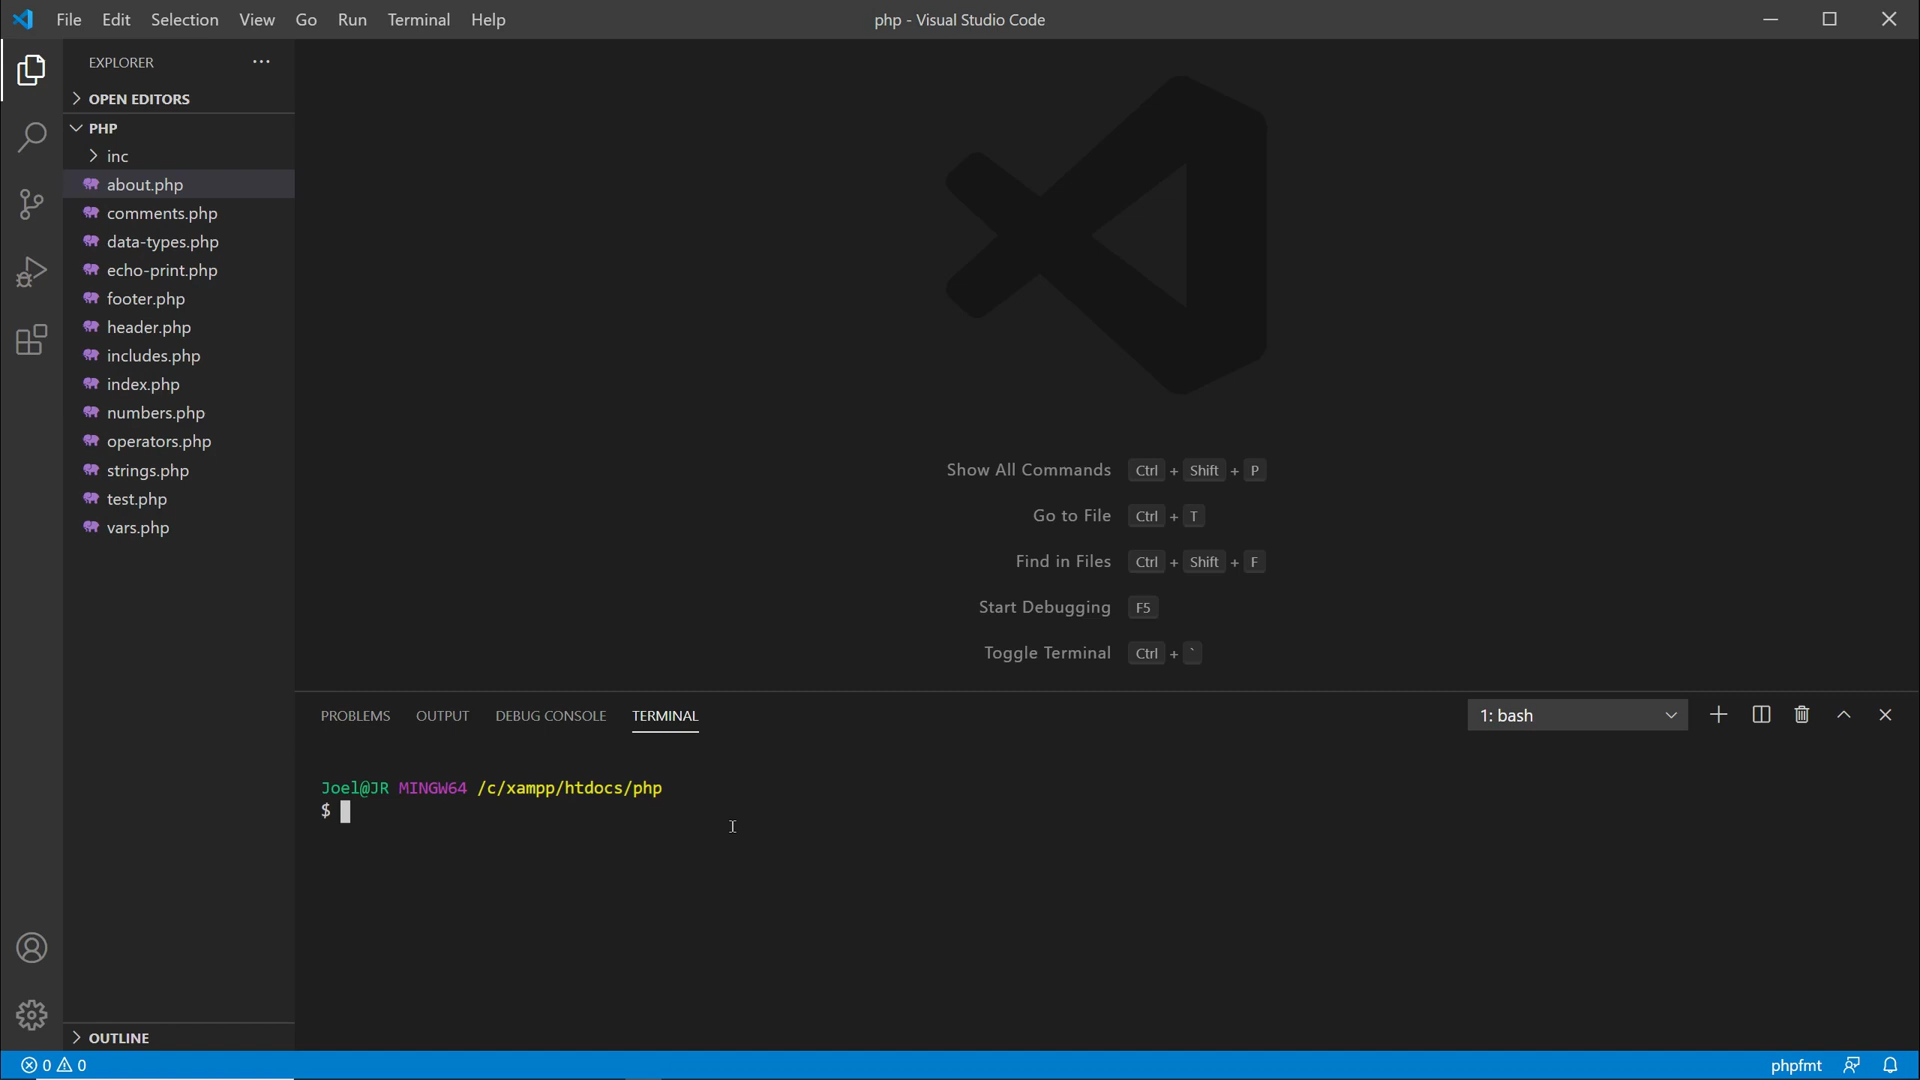 File Edit Selection View Go Run Terminal Help
php - Visual Studio Code
EXPLORER
OPEN EDITORS
PHP
inc
about.php
comments.php
data-types.php
echo-print.php
footer.php
header.php
includes.php
index.php
numbers.php
operators.php
strings.php
test.php
vars.php
OUTLINE
Show All Commands Ctrl + Shift + P
Go to File Ctrl + T
Find in Files Ctrl + Shift + F
Start Debugging F5
Toggle Terminal Ctrl + `
PROBLEMS OUTPUT DEBUG CONSOLE TERMINAL
1: bash
Joel@JR MINGW64 /c/xampp/htdocs/php
$
0 0
phpfmt